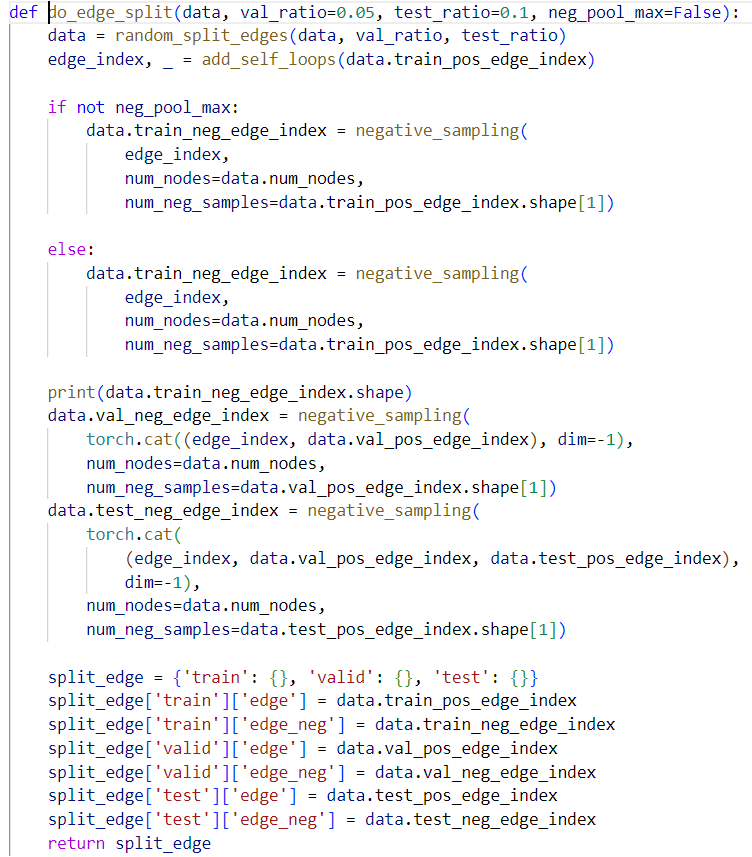 def do_edge_split(data, val_ratio=0.05, test_ratio=0.1, neg_pool_max=False):
    data = random_split_edges(data, val_ratio, test_ratio)
    edge_index, _ = add_self_loops(data.train_pos_edge_index)

    if not neg_pool_max:
        data.train_neg_edge_index = negative_sampling(
            edge_index,
            num_nodes=data.num_nodes,
            num_neg_samples=data.train_pos_edge_index.shape[1])

    else:
        data.train_neg_edge_index = negative_sampling(
            edge_index,
            num_nodes=data.num_nodes,
            num_neg_samples=data.train_pos_edge_index.shape[1])

    print(data.train_neg_edge_index.shape)
    data.val_neg_edge_index = negative_sampling(
        torch.cat((edge_index, data.val_pos_edge_index), dim=-1),
        num_nodes=data.num_nodes,
        num_neg_samples=data.val_pos_edge_index.shape[1])
    data.test_neg_edge_index = negative_sampling(
        torch.cat(
            (edge_index, data.val_pos_edge_index, data.test_pos_edge_index),
            dim=-1),
        num_nodes=data.num_nodes,
        num_neg_samples=data.test_pos_edge_index.shape[1])

    split_edge = {'train': {}, 'valid': {}, 'test': {}}
    split_edge['train']['edge'] = data.train_pos_edge_index
    split_edge['train']['edge_neg'] = data.train_neg_edge_index
    split_edge['valid']['edge'] = data.val_pos_edge_index
    split_edge['valid']['edge_neg'] = data.val_neg_edge_index
    split_edge['test']['edge'] = data.test_pos_edge_index
    split_edge['test']['edge_neg'] = data.test_neg_edge_index
    return split_edge